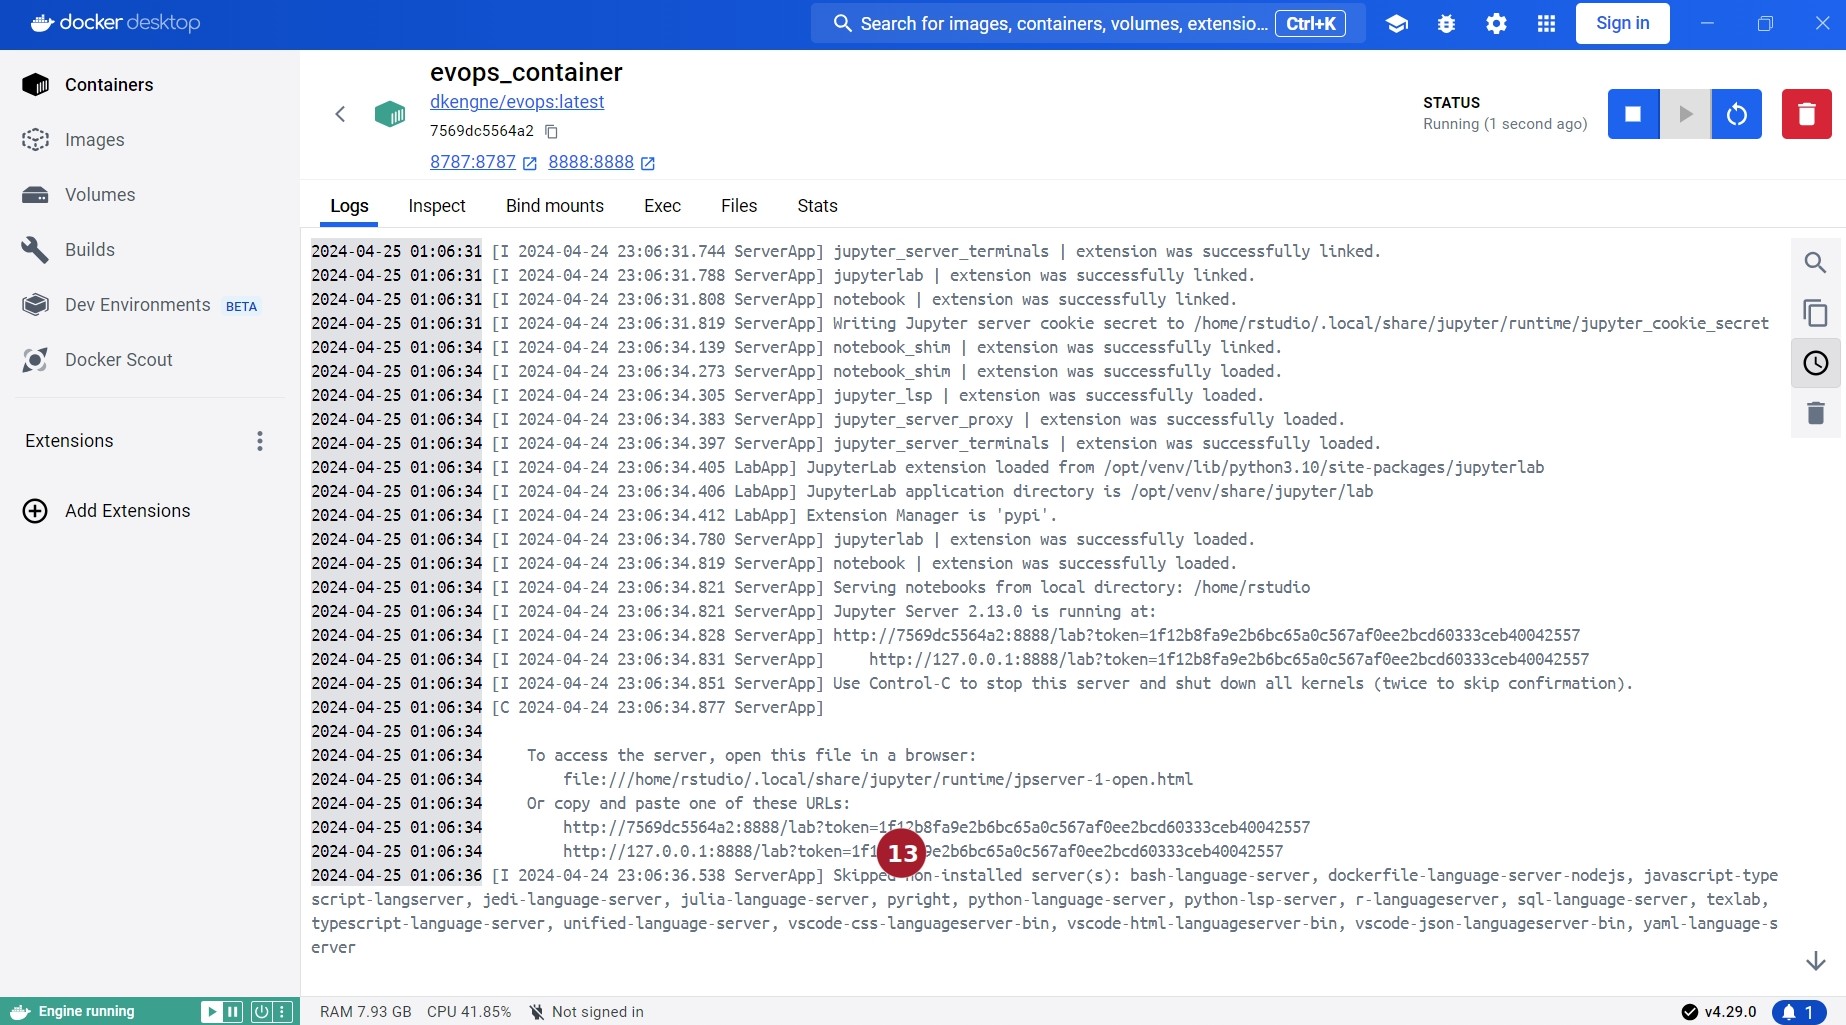 docker desktop
Search for images, containers, volumes, extensio... Ctrl+K
Sign in
Containers
Images
Volumes
Builds
Dev Environments BETA
Docker Scout
Extensions
Add Extensions
evops_container
dkengne/evops:latest
7569dc5564a2
8787:8787 8888:8888
STATUS
Running (1 second ago)
Logs Inspect Bind mounts Exec Files Stats
2024-04-25 01:06:31 [I 2024-04-24 23:06:31.744 ServerApp] jupyter_server_terminals | extension was successfully linked.
2024-04-25 01:06:31 [I 2024-04-24 23:06:31.788 ServerApp] jupyterlab | extension was successfully linked.
2024-04-25 01:06:31 [I 2024-04-24 23:06:31.808 ServerApp] notebook | extension was successfully linked.
2024-04-25 01:06:31 [I 2024-04-24 23:06:31.819 ServerApp] Writing Jupyter server cookie secret to /home/rstudio/.local/share/jupyter/runtime/jupyter_cookie_secret
2024-04-25 01:06:34 [I 2024-04-24 23:06:34.139 ServerApp] notebook_shim | extension was successfully linked.
2024-04-25 01:06:34 [I 2024-04-24 23:06:34.273 ServerApp] notebook_shim | extension was successfully loaded.
2024-04-25 01:06:34 [I 2024-04-24 23:06:34.305 ServerApp] jupyter_lsp | extension was successfully loaded.
2024-04-25 01:06:34 [I 2024-04-24 23:06:34.383 ServerApp] jupyter_server_proxy | extension was successfully loaded.
2024-04-25 01:06:34 [I 2024-04-24 23:06:34.397 ServerApp] jupyter_server_terminals | extension was successfully loaded.
2024-04-25 01:06:34 [I 2024-04-24 23:06:34.405 LabApp] JupyterLab extension loaded from /opt/venv/lib/python3.10/site-packages/jupyterlab
2024-04-25 01:06:34 [I 2024-04-24 23:06:34.406 LabApp] JupyterLab application directory is /opt/venv/share/jupyter/lab
2024-04-25 01:06:34 [I 2024-04-24 23:06:34.412 LabApp] Extension Manager is 'pypi'.
2024-04-25 01:06:34 [I 2024-04-24 23:06:34.780 ServerApp] jupyterlab | extension was successfully loaded.
2024-04-25 01:06:34 [I 2024-04-24 23:06:34.819 ServerApp] notebook | extension was successfully loaded.
2024-04-25 01:06:34 [I 2024-04-24 23:06:34.821 ServerApp] Serving notebooks from local directory: /home/rstudio
2024-04-25 01:06:34 [I 2024-04-24 23:06:34.821 ServerApp] Jupyter Server 2.13.0 is running at:
2024-04-25 01:06:34 [I 2024-04-24 23:06:34.828 ServerApp] http://7569dc5564a2:8888/lab?token=1f12b8fa9e2b6bc65a0c567af0ee2bcd60333ceb40042557
2024-04-25 01:06:34 [I 2024-04-24 23:06:34.831 ServerApp] http://127.0.0.1:8888/lab?token=1f12b8fa9e2b6bc65a0c567af0ee2bcd60333ceb40042557
2024-04-25 01:06:34 [I 2024-04-24 23:06:34.851 ServerApp] Use Control-C to stop this server and shut down all kernels (twice to skip confirmation).
2024-04-25 01:06:34 [C 2024-04-24 23:06:34.877 ServerApp]
2024-04-25 01:06:34
2024-04-25 01:06:34 To access the server, open this file in a browser:
2024-04-25 01:06:34 file:///home/rstudio/.local/share/jupyter/runtime/jpserver-1-open.html
2024-04-25 01:06:34 Or copy and paste one of these URLs:
2024-04-25 01:06:34 http://7569dc5564a2:8888/lab?token=1f12b8fa9e2b6bc65a0c567af0ee2bcd60333ceb40042557
2024-04-25 01:06:34 http://127.0.0.1:8888/lab?token=1f1 9e2b6bc65a0c567af0ee2bcd60333ceb40042557
13
2024-04-25 01:06:36 [I 2024-04-24 23:06:36.538 ServerApp] Skipped non-installed server(s): bash-language-server, dockerfile-language-server-nodejs, javascript-type
script-langserver, jedi-language-server, julia-language-server, pyright, python-language-server, python-lsp-server, r-languageserver, sql-language-server, texlab,
typescript-language-server, unified-language-server, vscode-css-languageserver-bin, vscode-html-languageserver-bin, vscode-json-languageserver-bin, yaml-language-s
erver
Engine running
RAM 7.93 GB CPU 41.85% Not signed in
v4.29.0
1